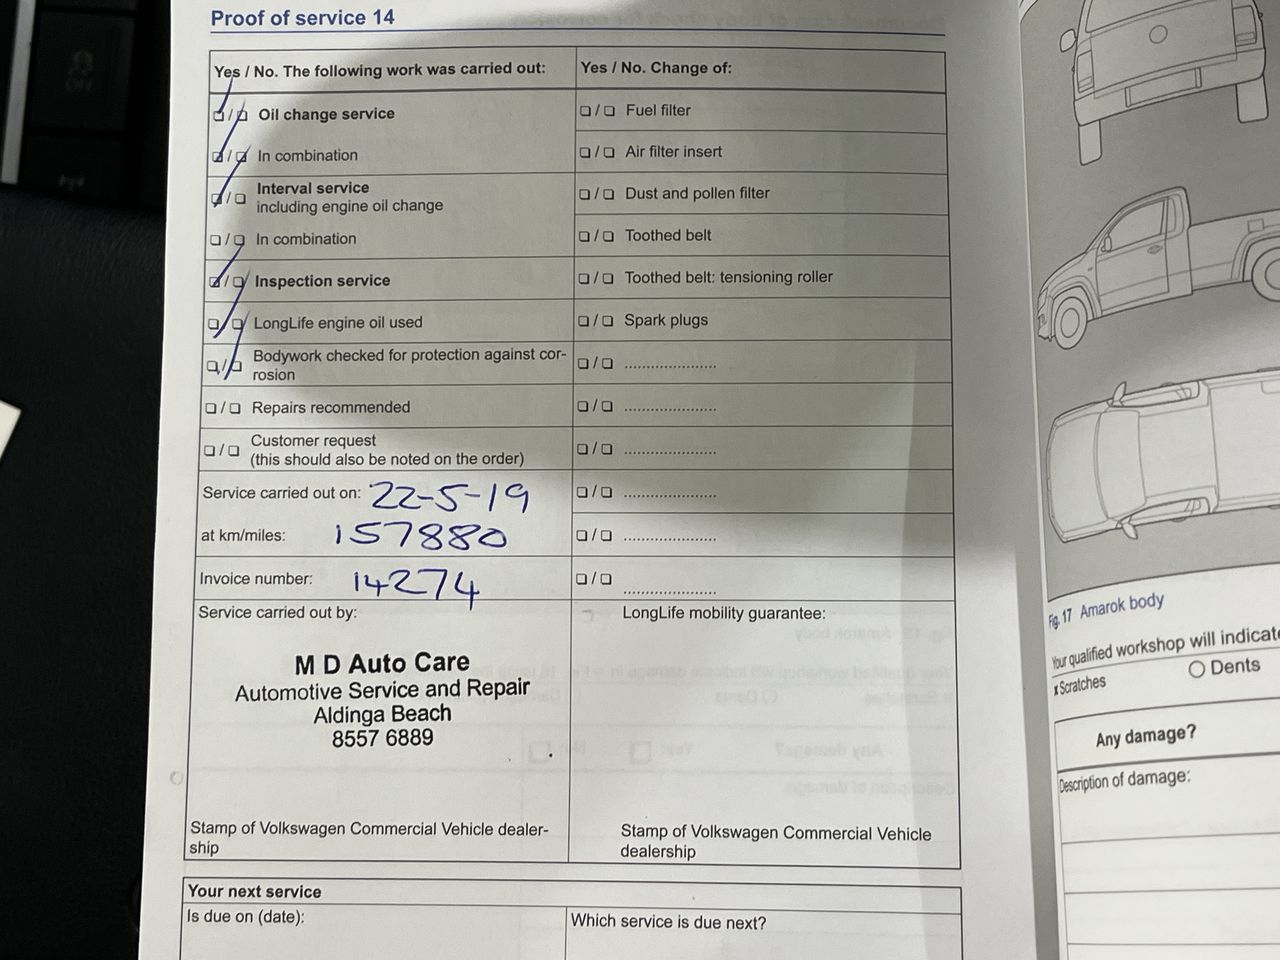 Proof of service 14
Yes / No. The following work was carried out:
Yes / No. Change of:
Oil change service
Fuel filter
In combination
Air filter insert
Interval service
including engine oil change
Dust and pollen filter
In combination
Toothed belt
Inspection service
Toothed belt: tensioning roller
LongLife engine oil used
Spark plugs
Bodywork checked for protection against cor-
rosion
Repairs recommended
Customer request
(this should also be noted on the order)
Service carried out on: 22-5-19
at km/miles: 157880
Invoice number: 14274
Service carried out by:
LongLife mobility guarantee:
M D Auto Care
Automotive Service and Repair
Aldinga Beach
8557 6889
Stamp of Volkswagen Commercial Vehicle dealer-
ship
Stamp of Volkswagen Commercial Vehicle
dealership
Your next service
Is due on (date):
Which service is due next?
Fig. 17 Amarok body
Your qualified workshop will indicate
x Scratches
Dents
Any damage?
Description of damage: